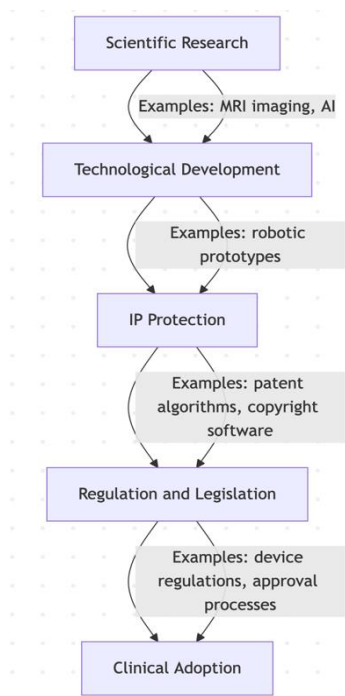 Scientific Research
Examples: MRI imaging, AI
Technological Development
Examples: robotic
prototypes
IP Protection
Examples: patent
algorithms, copyright
software
Regulation and Legislation
Examples: device
regulations, approval
processes
Clinical Adoption